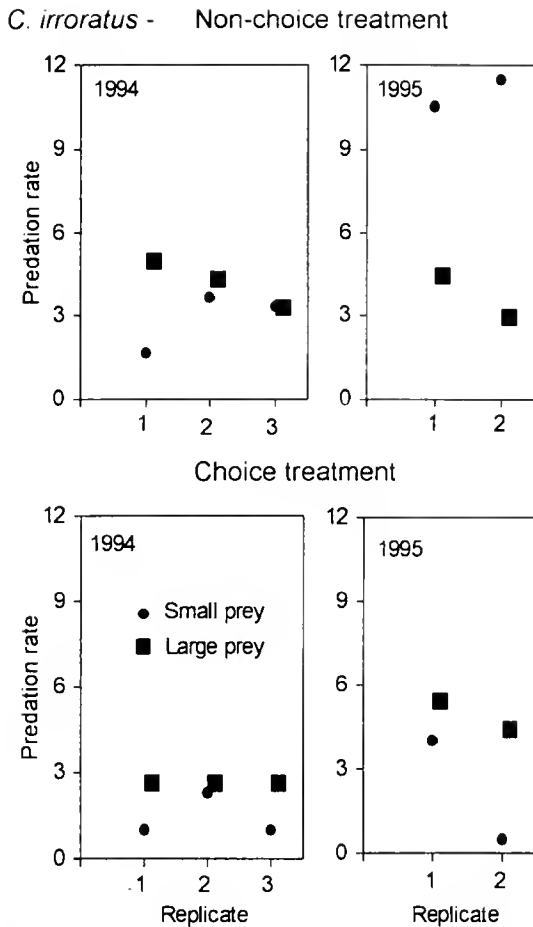 C. irroratus - Non-choice treatment
1994
1995
12
9
6
3
0
Predation rate
1 2 3
12
9
6
3
0
1 2
Choice treatment
1994
1995
12
9
6
3
0
Predation rate
Small prey
Large prey
1 2 3
Replicate
12
9
6
3
0
1 2
Replicate